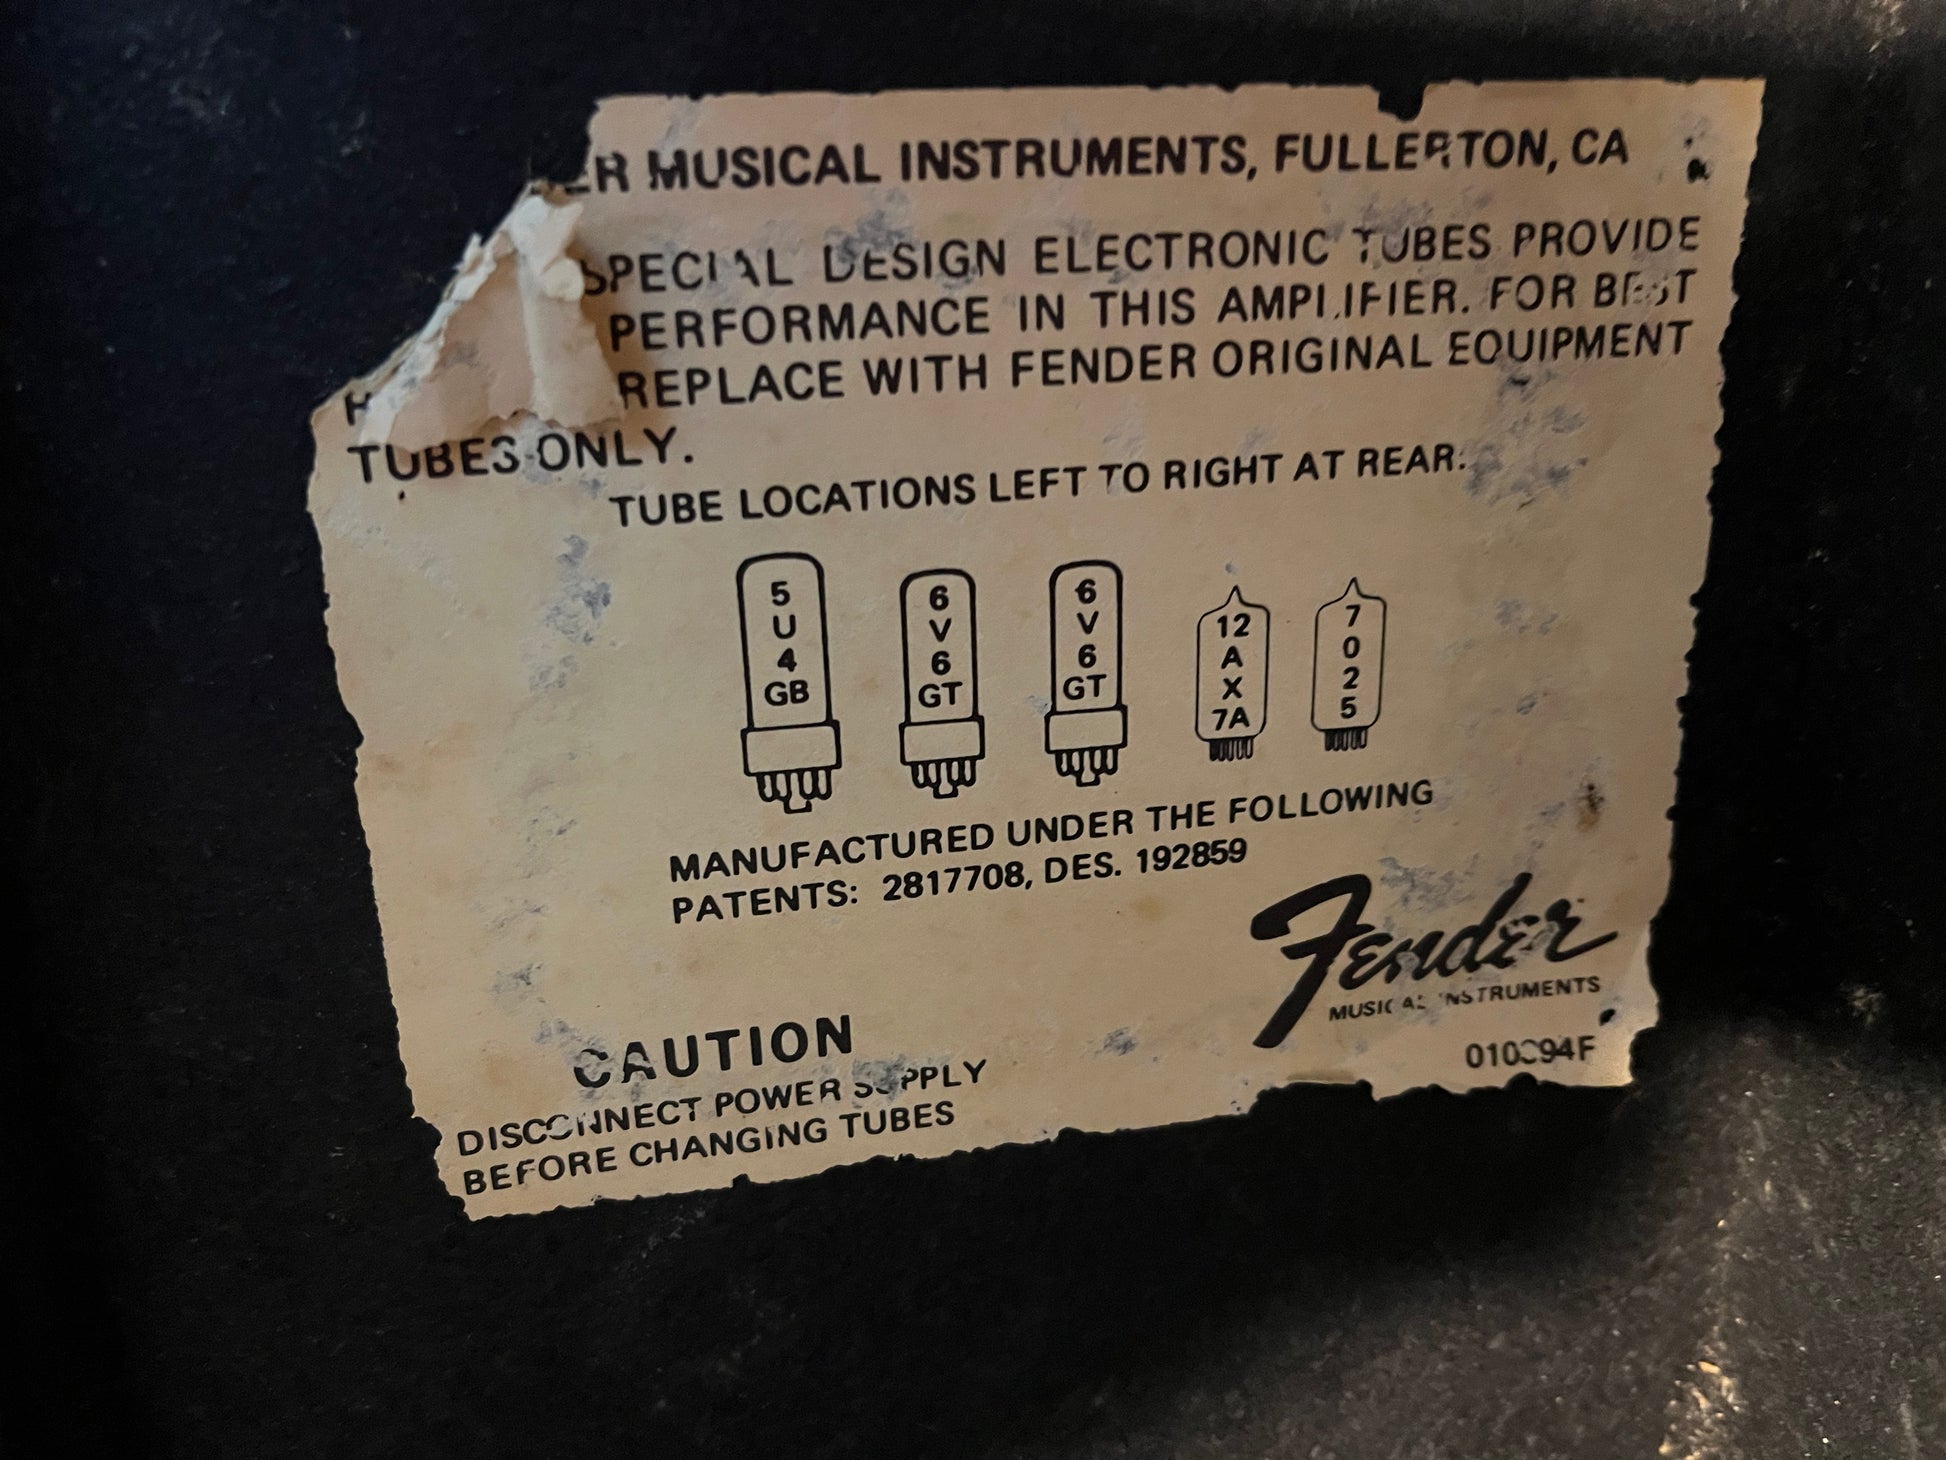 MUSICAL INSTRUMENTS, FULLERTON, CA
SPECIAL DESIGN ELECTRONIC TUBES PROVIDE
PERFORMANCE IN THIS AMPLIFIER. FOR BEST
REPLACE WITH FENDER ORIGINAL EQUIPMENT
TUBES ONLY.
TUBE LOCATIONS LEFT TO RIGHT AT REAR:
5
U
4
GB
6
V
6
GT
6
V
6
GT
12
A
X
7A
7
0
2
5
MANUFACTURED UNDER THE FOLLOWING
PATENTS: 2817708, DES. 192859
Fender
MUSICAL INSTRUMENTS
CAUTION
DISCONNECT POWER SUPPLY
BEFORE CHANGING TUBES